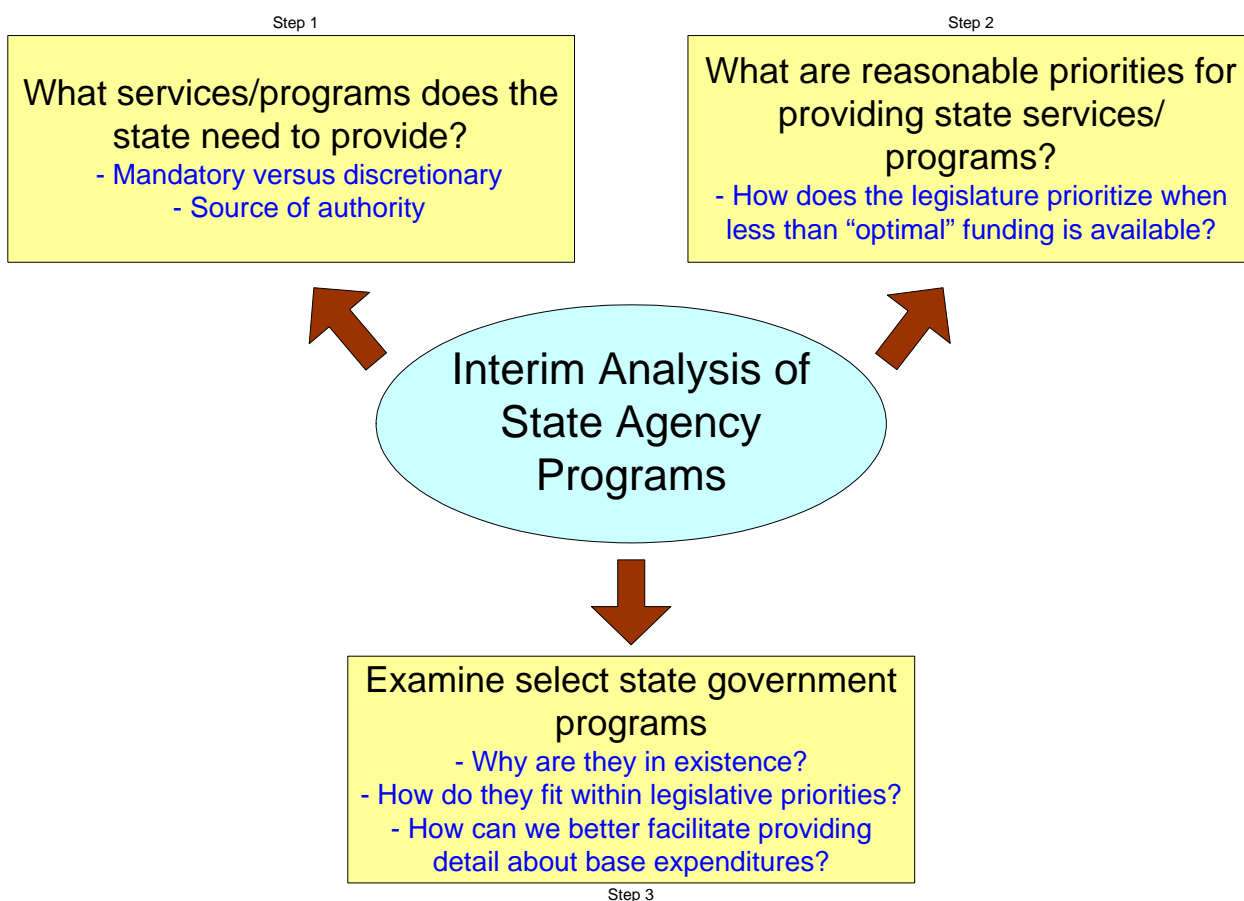 Step 1
What services/programs does the
state need to provide?
- Mandatory versus discretionary
- Source of authority
Step 2
What are reasonable priorities for
providing state services/
programs?
- How does the legislature prioritize when
less than “optimal” funding is available?
Interim Analysis of
State Agency
Programs
Examine select state government
programs
- Why are they in existence?
- How do they fit within legislative priorities?
- How can we better facilitate providing
detail about base expenditures?
Step 3